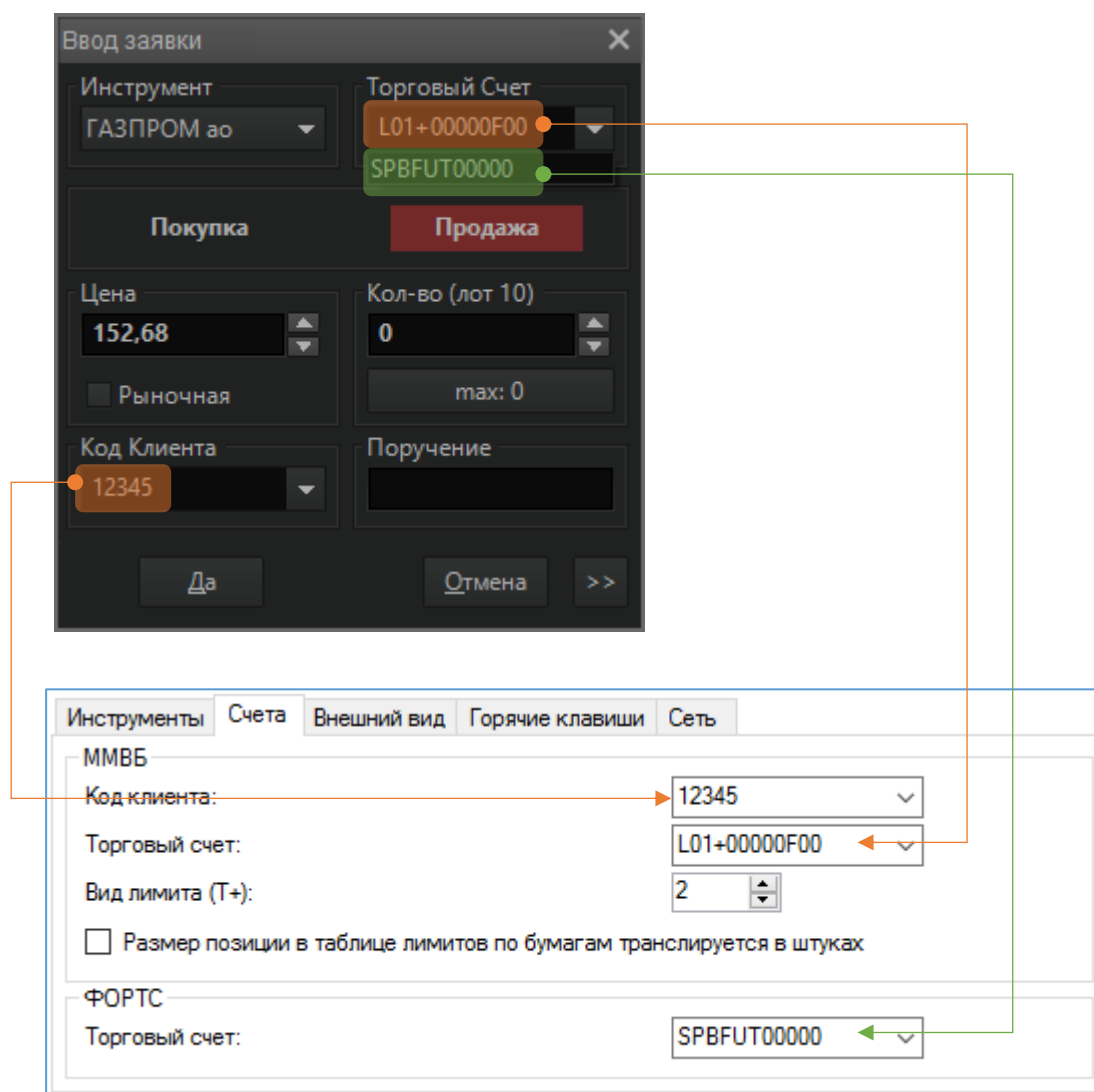 Ввод заявки
Инструмент Торговый Счет
ГАЗПРОМ ао L01+00000F00
SPBFUT00000
Покупка Продажа
Цена Кол-во (лот 10)
152,68 0
Рыночная max: 0
Код Клиента Поручение
12345
Да Отмена >>
Инструменты Счета Внешний вид Горячие клавиши Сеть
ММВБ
Код клиента: 12345
Торговый счет: L01+00000F00
Вид лимита (Т+): 2
Размер позиции в таблице лимитов по бумагам транслируется в штуках
ФОРТС
Торговый счет: SPBFUT00000